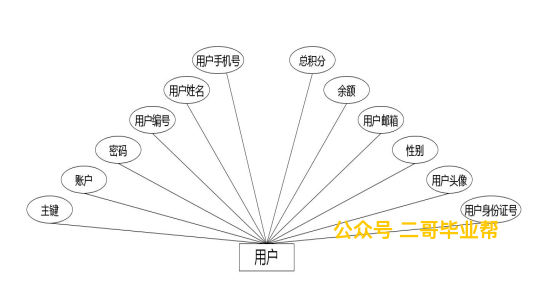 用户手机号
总积分
用户姓名
余额
用户编号
用户邮箱
密码
性别
账户
用户头像
主键
用户身份证号
公众号 二哥毕业帮
用户